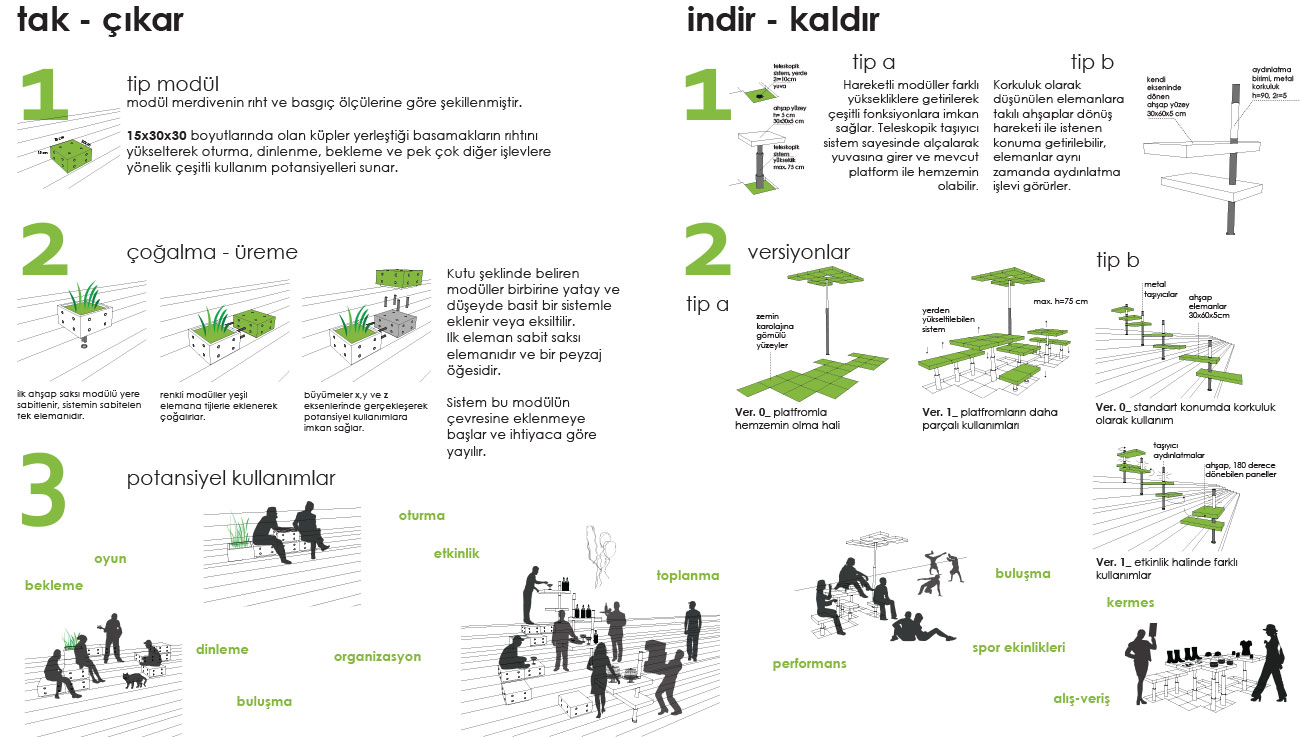 tak - çıkar
1
tip modül
modül merdivenin rıht ve basgıç ölçülerine göre şekillenmiştir.
15x30x30 boyutlarında olan küpler yerleştiği basamakların rıhtını
yükselterek oturma, dinlenme, bekleme ve pek çok diğer işlevlere
yönelik çeşitli kullanım potansiyelleri sunar.
2
çoğalma - üreme
ilk ahşap saksı modülü yere
sabitlenir, sistemin sabitelen
tek elemanıdır.
renkli modüller yeşil
elemana tijlerle eklenerek
çoğalırlar.
büyümeler x,y ve z
eksenlerinde gerçekleşerek
potansiyel kullanımlara
imkan sağlar.
Kutu şeklinde beliren
modüller birbirine yatay ve
düşeyde basit bir sistemle
eklenir veya eksiltilir.
Ilk eleman sabit saksı
elemanıdır ve bir peyzaj
öğesidir.
Sistem bu modülün
çevresine eklenmeye
başlar ve ihtiyaca göre
yayılır.
3
potansiyel kullanımlar
oturma
oyun
etkinlik
bekleme
toplanma
dinleme
organizasyon
buluşma
indir - kaldır
1
teleskopik
sistem, yerde
2r=10cm
yuva
ahşap yüzey
h= 5 cm
30x30x5 cm
teleskopik
sistem
yükseklik
max. 75 cm
tip a
Hareketli modüller farklı
yüksekliklere getirilerek
çeşitli fonksiyonlara imkan
sağlar. Teleskopik taşıyıcı
sistem sayesinde alçalarak
yuvasına girer ve mevcut
platform ile hemzemin
olabilir.
tip b
Korkuluk olarak
düşünülen elemanlara
takılı ahşaplar dönüş
hareketi ile istenen
konuma getirilebilir,
elemanlar aynı
zamanda aydınlatma
işlevi görürler.
kendi
ekseninde
dönen
ahşap yüzey
30x60x5 cm
aydınlatma
birimi, metal
korkuluk
h=90, 2r=5
2
versiyonlar
tip a
zemin
karolajına
gömülü
yüzeyler
Ver. 0_ platfromla
hemzemin olma hali
yerden
yükseltilebilen
sistem
max. h=75 cm
Ver. 1_ platfromların daha
parçalı kullanımları
tip b
metal
taşıyıcılar
ahşap
elemanlar
30x60x5cm
Ver. 0_ standart konumda korkuluk
olarak kullanım
taşıyıcı
aydınlatmalar
ahşap, 180 derece
dönebilen paneller
Ver. 1_ etkinlik halinde farklı
kullanımlar
buluşma
kermes
spor ekinlikleri
performans
alış-veriş